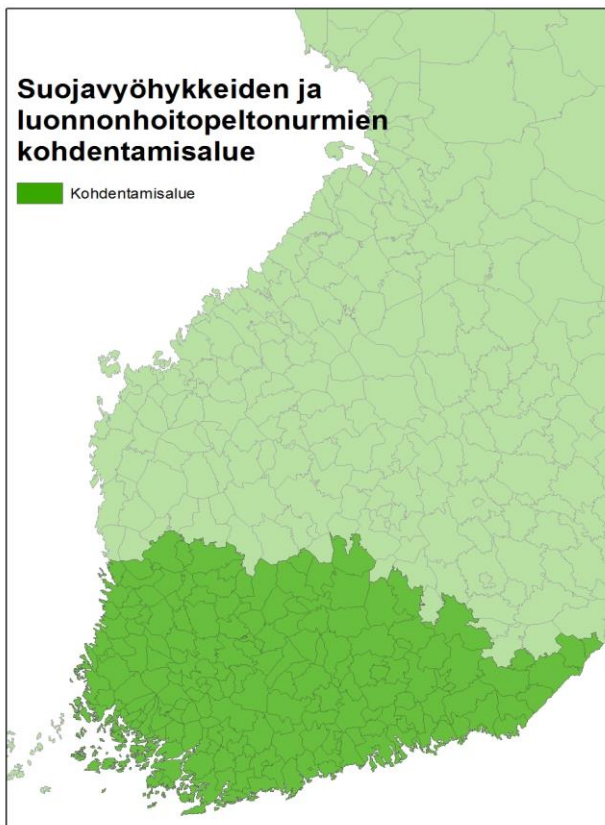 Suojavyöhykkeiden ja
luonnonhoitopeltonurmien
kohdentamisalue
Kohdentamisalue